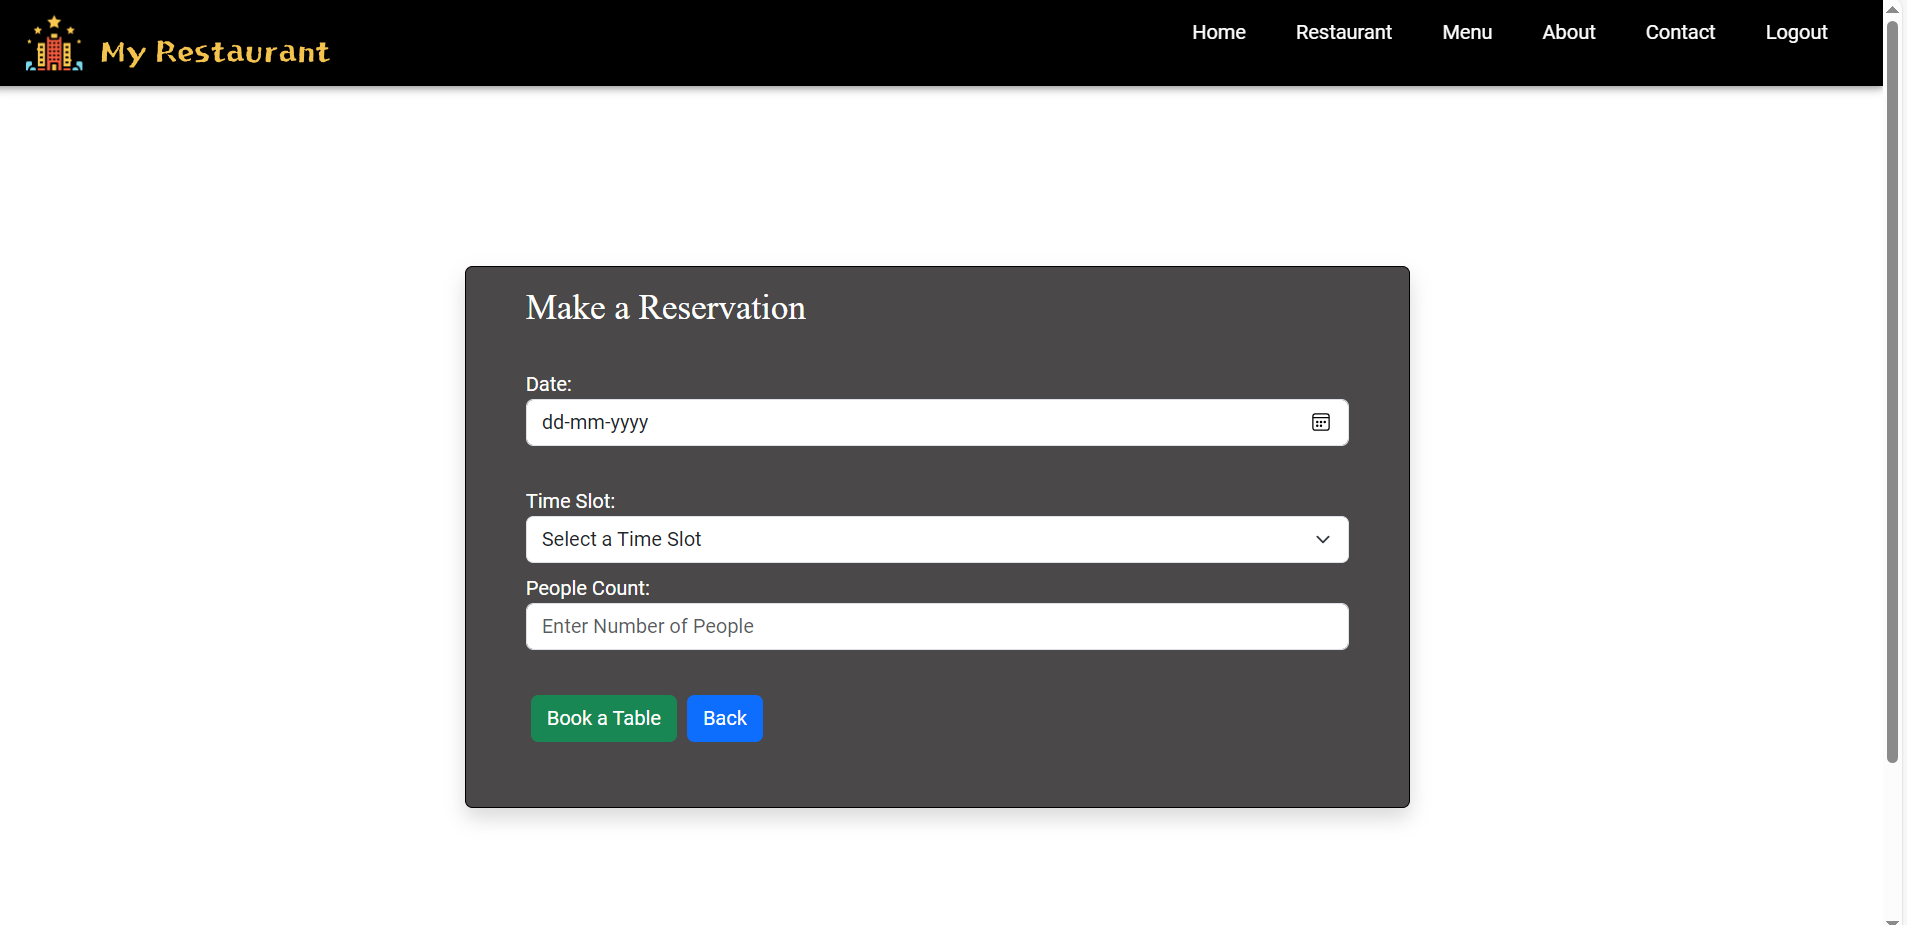 My Restaurant
Home Restaurant Menu About Contact Logout
Make a Reservation
Date:
dd-mm-yyyy
Time Slot:
Select a Time Slot
People Count:
Enter Number of People
Book a Table Back